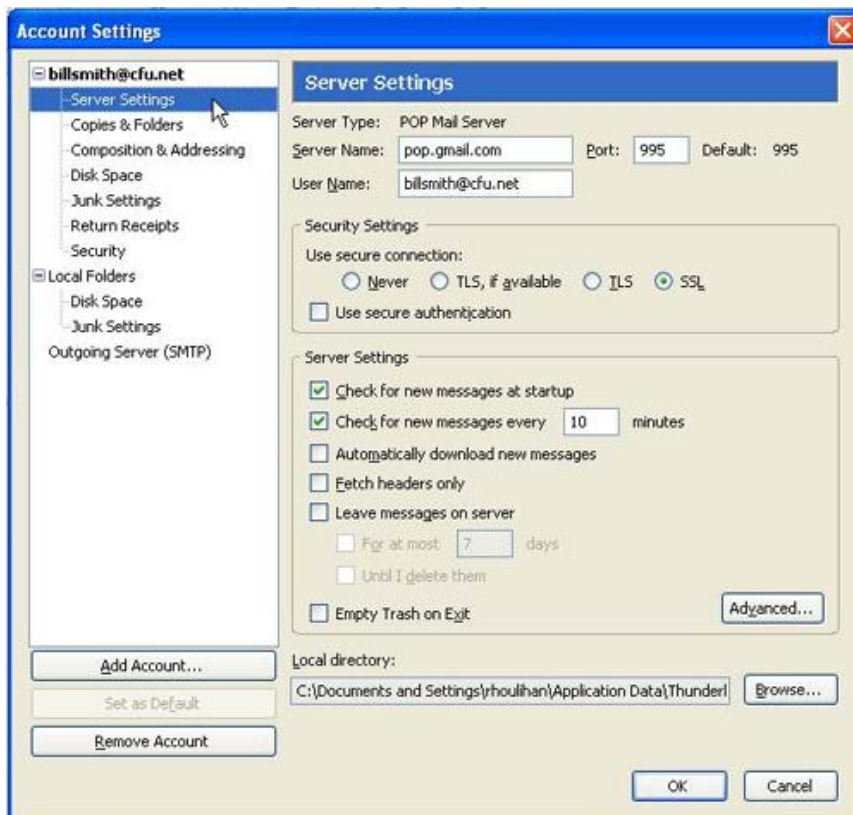 Account Settings
billsmith@cfu.net
Server Settings
Copies & Folders
Composition & Addressing
Disk Space
Junk Settings
Return Receipts
Security
Local Folders
Disk Space
Junk Settings
Outgoing Server (SMTP)
Add Account...
Set as Default
Remove Account
Server Settings
Server Type: POP Mail Server
Server Name: pop.gmail.com Port: 995 Default: 995
User Name: billsmith@cfu.net
Security Settings
Use secure connection:
Never TLS, if available TLS SSL
Use secure authentication
Server Settings
Check for new messages at startup
Check for new messages every 10 minutes
Automatically download new messages
Fetch headers only
Leave messages on server
For at most 7 days
Until I delete them
Empty Trash on Exit Advanced...
Local directory:
C:\Documents and Settings\rhoulihan\Application Data\Thunderl Browse...
OK Cancel